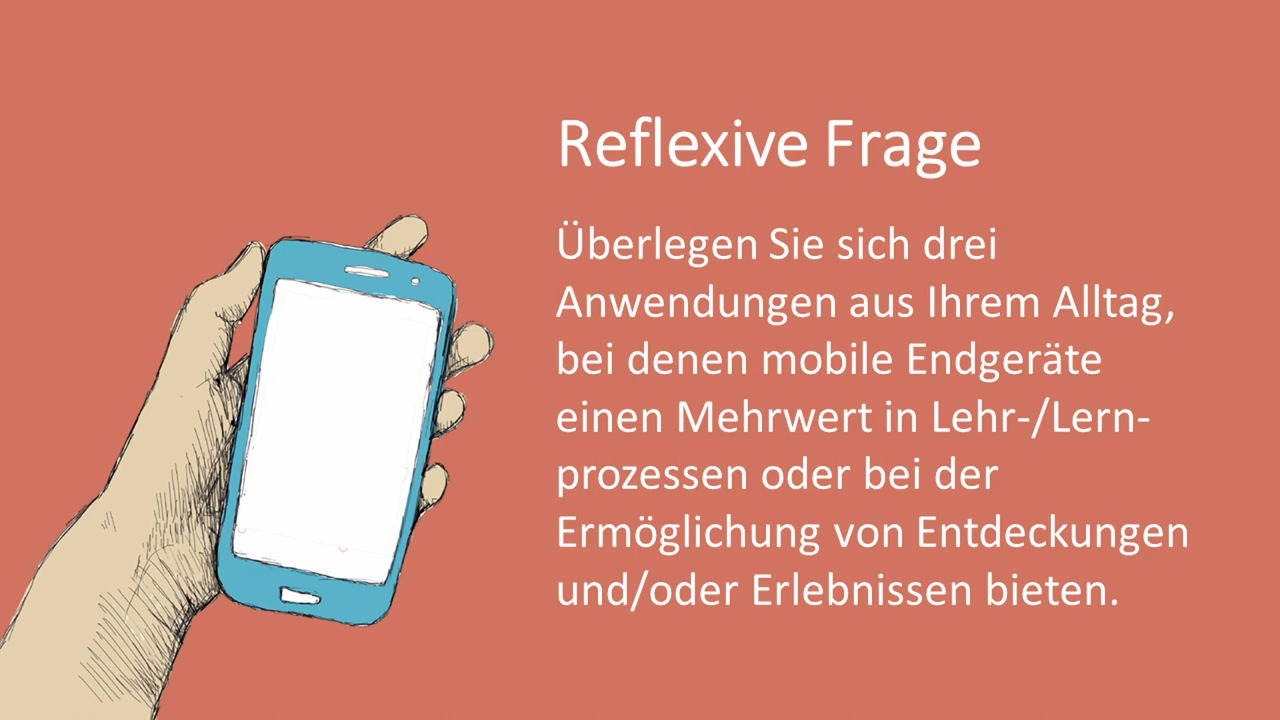 Reflexive Frage
Überlegen Sie sich drei
Anwendungen aus Ihrem Alltag,
bei denen mobile Endgeräte
einen Mehrwert in Lehr-/Lern-
prozessen oder bei der
Ermöglichung von Entdeckungen
und/oder Erlebnissen bieten.